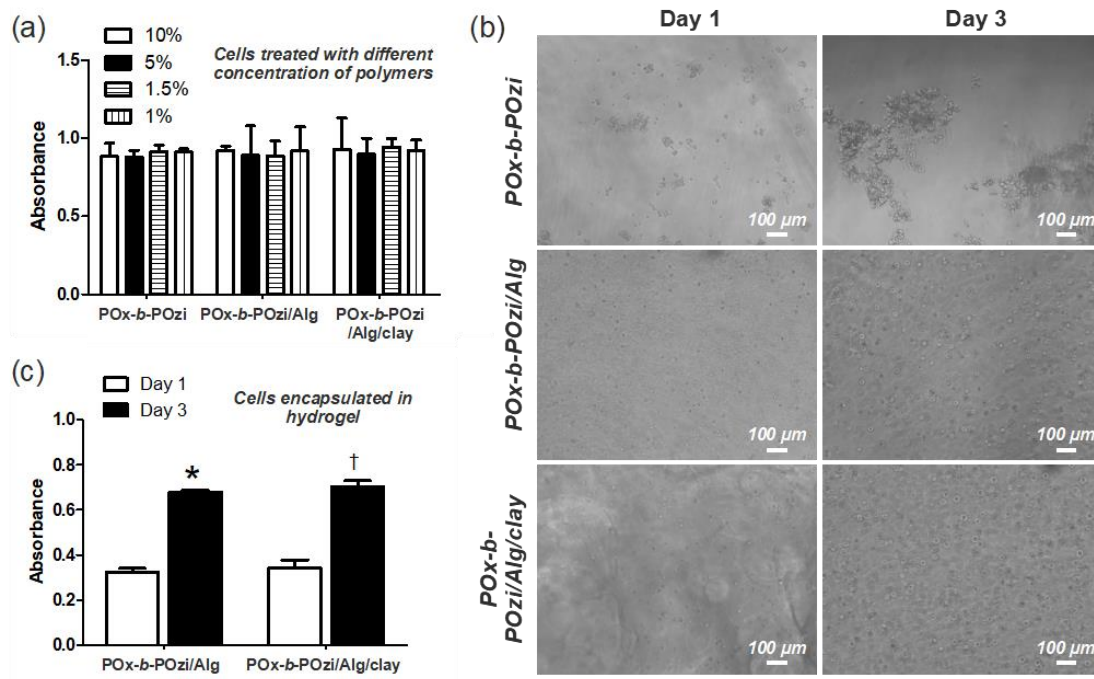 (a)
10%
5%
1.5%
1%
Cells treated with different
concentration of polymers
1.5
1.0
0.5
0.0
Absorbance
POx-b-POzi
POx-b-POzi/Alg
POx-b-POzi
/Alg/clay
(b)
Day 1
Day 3
POx-b-POzi
100 µm
100 µm
POx-b-POzi/Alg
100 µm
100 µm
POx-b-
POzi/Alg/clay
100 µm
100 µm
(c)
Day 1
Day 3
Cells encapsulated in
hydrogel
1.0
0.8
0.6
0.4
0.2
0.0
Absorbance
*
†
POx-b-POzi/Alg
POx-b-POzi/Alg/clay